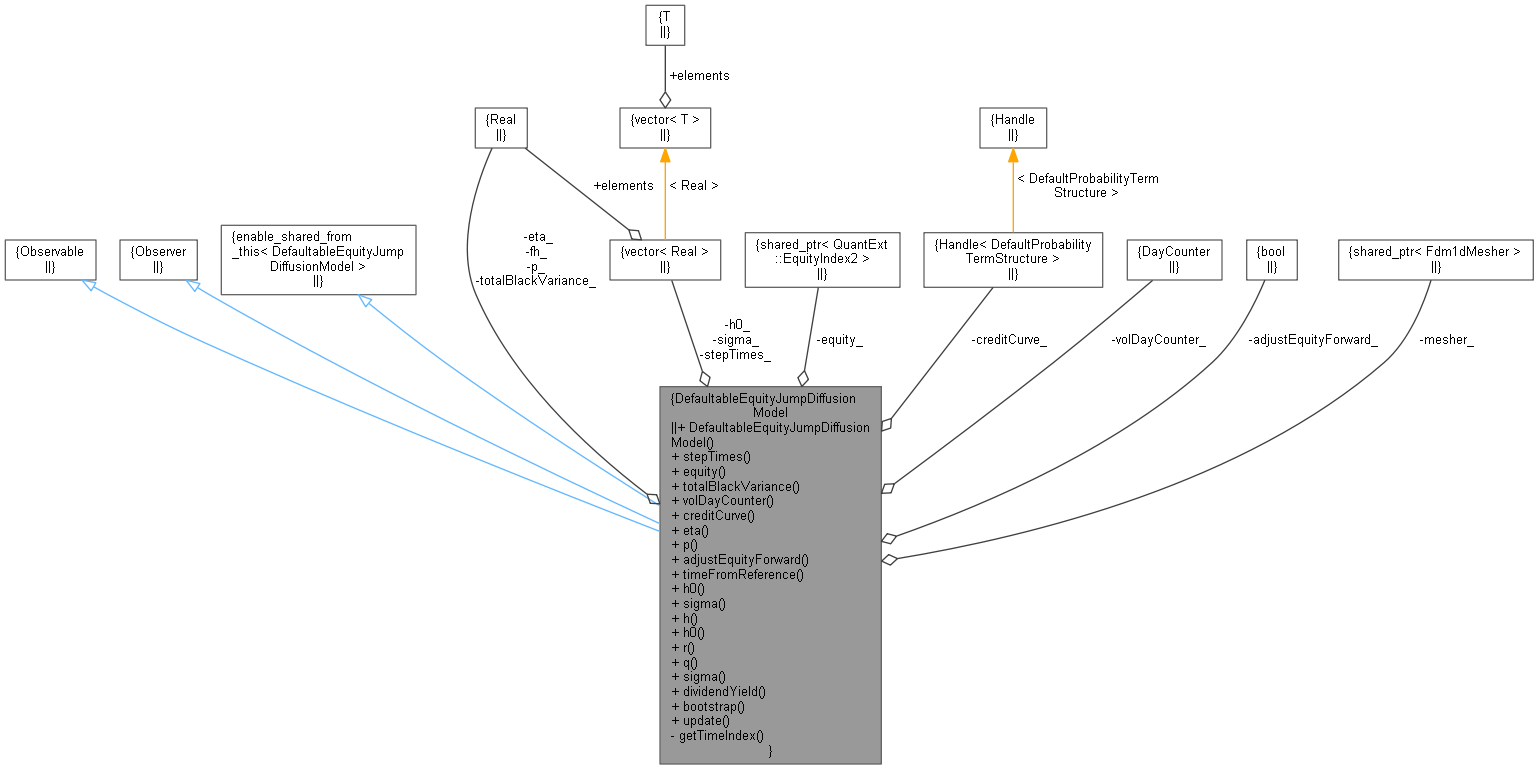 {T
||}
+elements
{Real
||}
{vector< T >
||}
{Handle
||}
+elements
< Real >
< DefaultProbabilityTerm
Structure >
{Observable
||}
{Observer
||}
{enable_shared_from
_this< DefaultableEquityJump
DiffusionModel >
||}
-eta_
-fh_
-p_
-totalBlackVariance_
{vector< Real >
||}
{shared_ptr< QuantExt
::EquityIndex2 >
||}
{Handle< DefaultProbability
TermStructure >
||}
{DayCounter
||}
{bool
||}
{shared_ptr< Fdm1dMesher >
||}
-h0_
-sigma_
-stepTimes_
-equity_
-creditCurve_
-volDayCounter_
-adjustEquityForward_
-mesher_
{DefaultableEquityJumpDiffusion
Model
||+ DefaultableEquityJumpDiffusion
Model()
+ stepTimes()
+ equity()
+ totalBlackVariance()
+ volDayCounter()
+ creditCurve()
+ eta()
+ p()
+ adjustEquityForward()
+ timeFromReference()
+ h0()
+ sigma()
+ h()
+ h0()
+ r()
+ q()
+ sigma()
+ dividendYield()
+ bootstrap()
+ update()
- getTimeIndex()
}